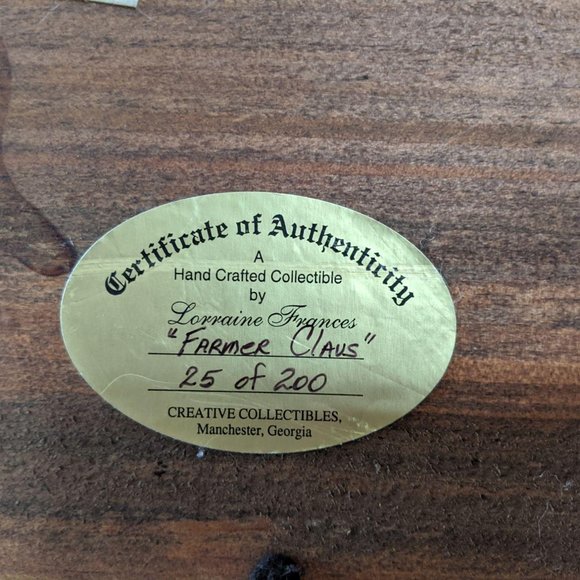 Certificate of Authenticity
A
Hand Crafted Collectible
by
Lorraine Frances
"FARMER CLAUS"
25 of 200
CREATIVE COLLECTIBLES,
Manchester, Georgia